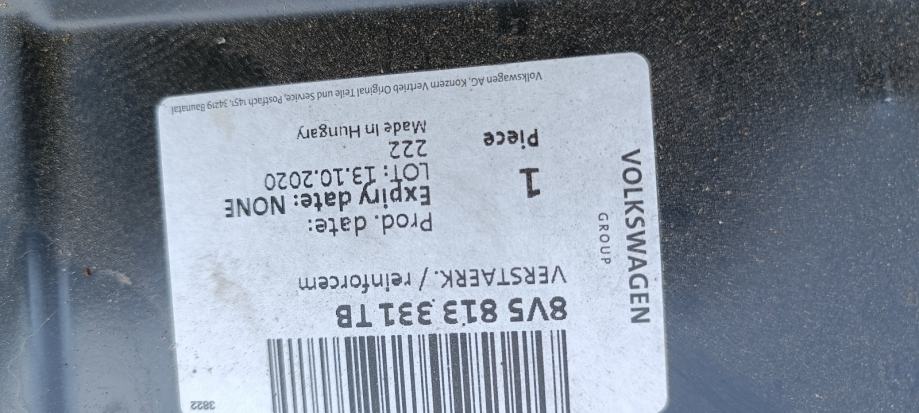 3822
8V5 813 331 TB
VERSTAERK. / reinforcem
Prod. date:
Expiry date: NONE
LOT: 13.10.2020
222
Made In Hungary
1
Piece
VOLKSWAGEN
GROUP
Volkswagen AG, Konzern Vertrieb Original Teile und Service, Postfach 1451, 34219 Baunatal